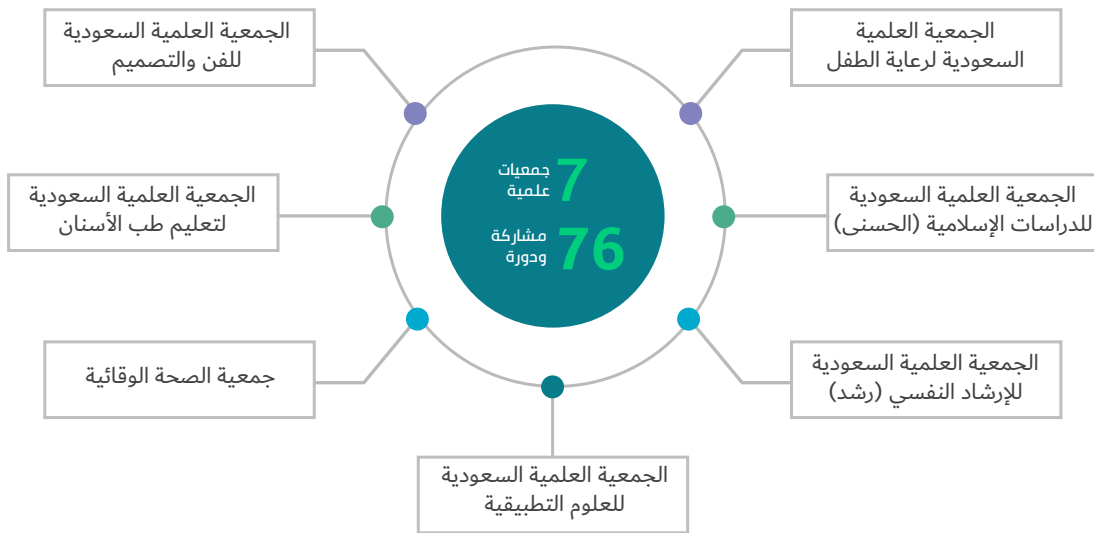 الجمعية العلمية
السعودية لرعاية الطفل
الجمعية العلمية السعودية
للفن والتصميم
7 جمعيات
علمية
76 مشاركة
ودورة
الجمعية العلمية السعودية
للدراسات الإسلامية (الحسنى)
الجمعية العلمية السعودية
لتعليم طب الأسنان
الجمعية العلمية السعودية
للإرشاد النفسي (رشد)
جمعية الصحة الوقائية
الجمعية العلمية السعودية
للعلوم التطبيقية